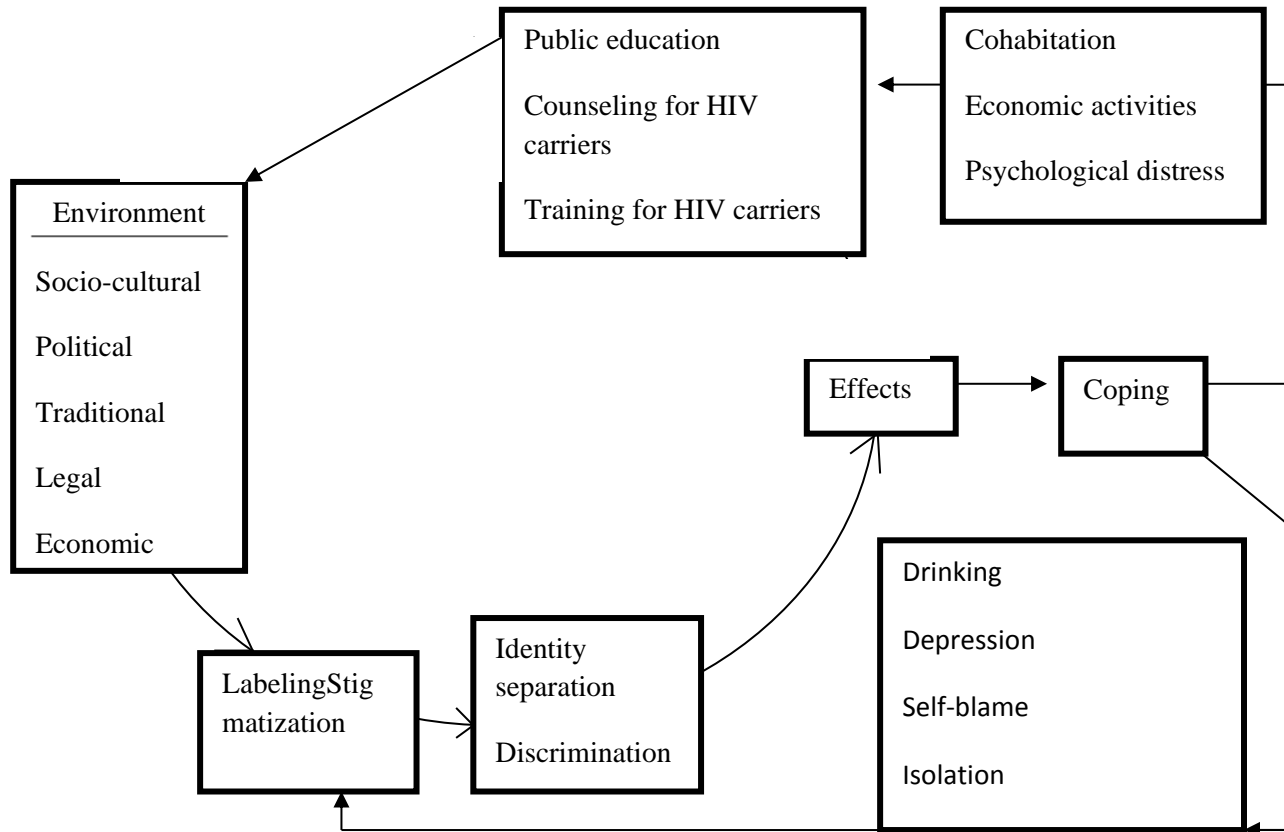 Public education
Counseling for HIV
carriers
Training for HIV carriers
Cohabitation
Economic activities
Psychological distress
Environment
Socio-cultural
Political
Traditional
Legal
Economic
Effects
Coping
LabelingStig
matization
Identity
separation
Discrimination
Drinking
Depression
Self-blame
Isolation